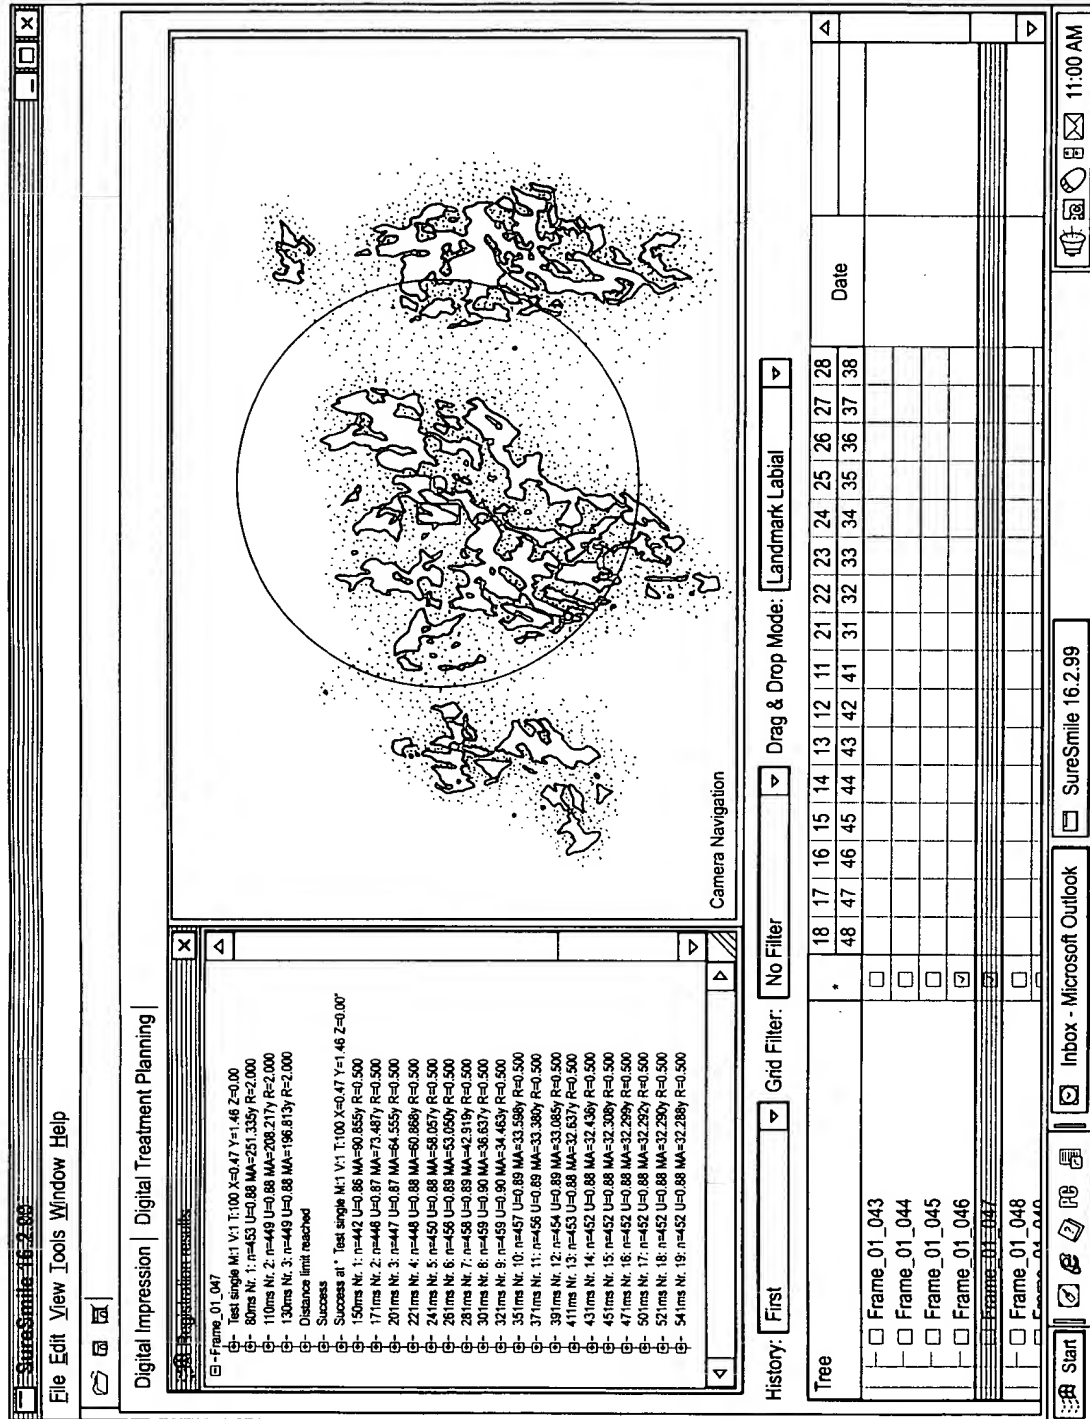 SureSmile 16.2.99
File Edit View Tools Window Help
Digital Impression | Digital Treatment Planning
Registration results
Frame_01_047
Test single M:1 V:1 T:100 X=0.47 Y=1.46 Z=0.00
80ms Nr. 1: n=453 U=0.88 MA=251.335y R=2.000
110ms Nr. 2: n=449 U=0.88 MA=208.217y R=2.000
130ms Nr. 3: n=449 U=0.88 MA=196.813y R=2.000
Distance limit reached
Success
Success at " Test single M:1 V:1 T:100 X=0.47 Y=1.46 Z=0.00"
150ms Nr. 1: n=442 U=0.86 MA=90.855y R=0.500
171ms Nr. 2: n=446 U=0.87 MA=73.487y R=0.500
201ms Nr. 3: n=447 U=0.87 MA=64.555y R=0.500
221ms Nr. 4: n=448 U=0.88 MA=60.868y R=0.500
241ms Nr. 5: n=450 U=0.88 MA=58.057y R=0.500
261ms Nr. 6: n=456 U=0.89 MA=53.050y R=0.500
281ms Nr. 7: n=458 U=0.89 MA=42.919y R=0.500
301ms Nr. 8: n=459 U=0.90 MA=36.637y R=0.500
321ms Nr. 9: n=459 U=0.90 MA=34.463y R=0.500
351ms Nr. 10: n=457 U=0.89 MA=33.598y R=0.500
371ms Nr. 11: n=456 U=0.89 MA=33.380y R=0.500
391ms Nr. 12: n=454 U=0.89 MA=33.085y R=0.500
411ms Nr. 13: n=453 U=0.88 MA=32.637y R=0.500
431ms Nr. 14: n=452 U=0.88 MA=32.436y R=0.500
451ms Nr. 15: n=452 U=0.88 MA=32.308y R=0.500
471ms Nr. 16: n=452 U=0.88 MA=32.299y R=0.500
501ms Nr. 17: n=452 U=0.88 MA=32.292y R=0.500
521ms Nr. 18: n=452 U=0.88 MA=32.290y R=0.500
541ms Nr. 19: n=452 U=0.88 MA=32.288y R=0.500
Camera Navigation
History: First Grid Filter: No Filter Drag & Drop Mode: Landmark Labial
Tree * 18 17 16 15 14 13 12 11 21 22 23 24 25 26 27 28 Date
48 47 46 45 44 43 42 41 31 32 33 34 35 36 37 38
Frame_01_043
Frame_01_044
Frame_01_045
Frame_01_046
Frame_01_047
Frame_01_048
Start Inbox - Microsoft Outlook SureSmile 16.2.99 11:00 AM